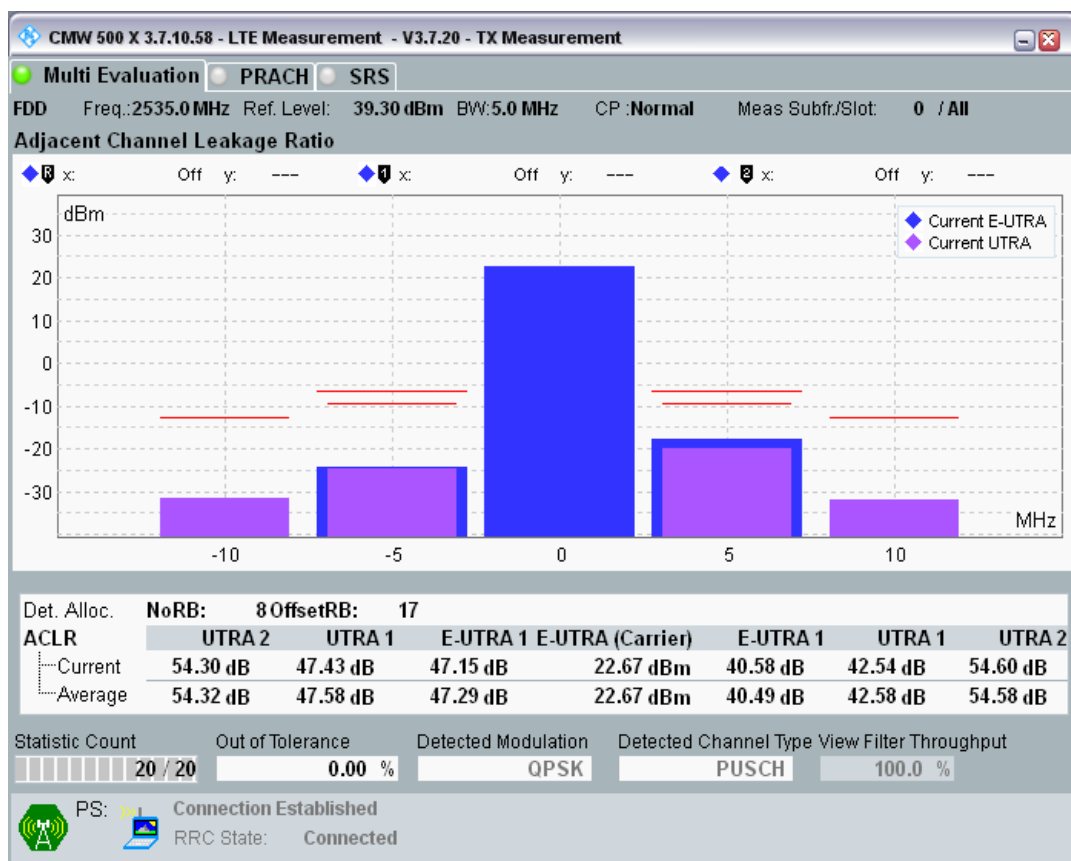 CMW 500 X 3.7.10.58 - LTE Measurement - V3.7.20 - TX Measurement
Multi Evaluation PRACH SRS
FDD Freq.:2535.0 MHz Ref. Level: 39.30 dBm BW:5.0 MHz CP :Normal Meas Subfr./Slot: 0 / All
Adjacent Channel Leakage Ratio
R x: Off y: --- 1 x: Off y: --- 2 x: Off y: ---
dBm
Current E-UTRA
Current UTRA
30
20
10
0
-10
-20
-30
MHz
-10 -5 0 5 10
Det. Alloc. NoRB: 8 OffsetRB: 17
ACLR UTRA 2 UTRA 1 E-UTRA 1 E-UTRA (Carrier) E-UTRA 1 UTRA 1 UTRA 2
Current 54.30 dB 47.43 dB 47.15 dB 22.67 dBm 40.58 dB 42.54 dB 54.60 dB
Average 54.32 dB 47.58 dB 47.29 dB 22.67 dBm 40.49 dB 42.58 dB 54.58 dB
Statistic Count Out of Tolerance Detected Modulation Detected Channel Type View Filter Throughput
20 / 20 0.00 % QPSK PUSCH 100.0 %
PS: Connection Established
RRC State: Connected